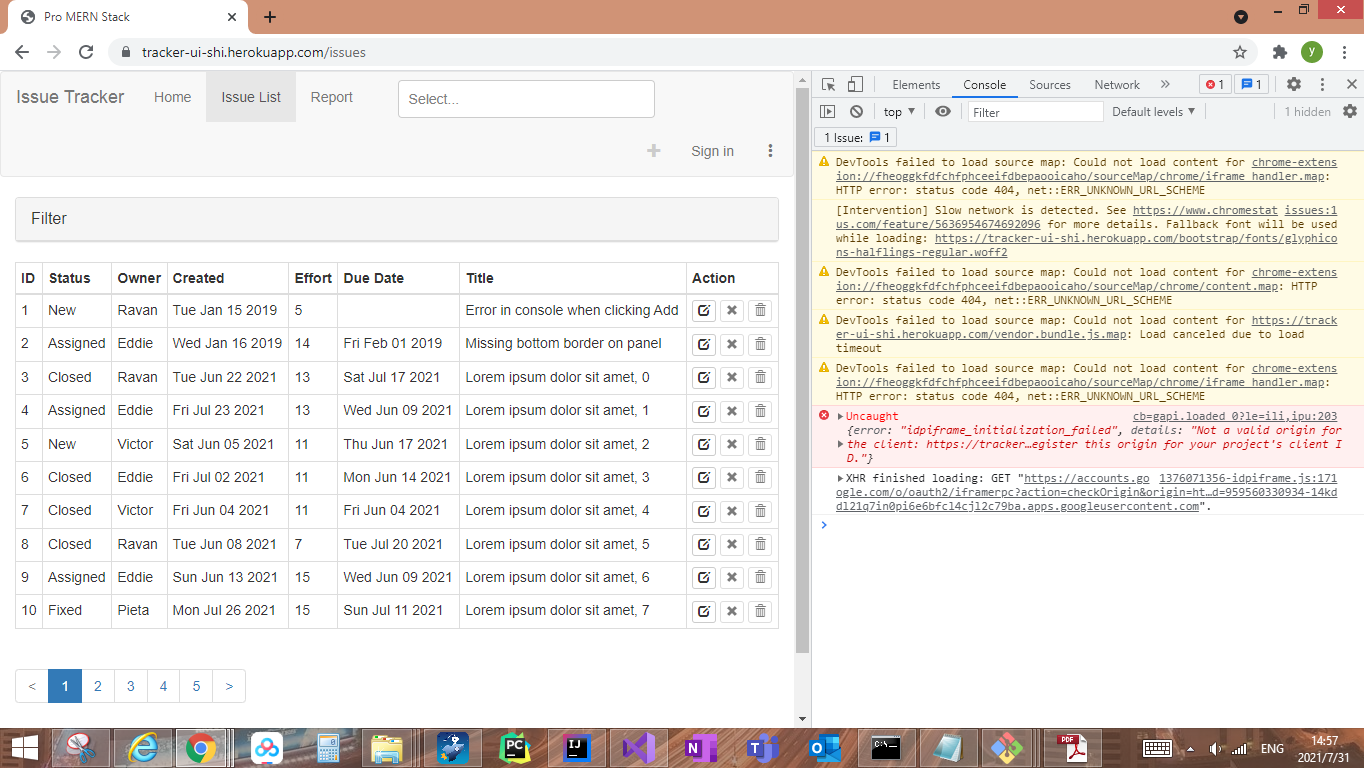 Pro MERN Stack
tracker-ui-shi.herokuapp.com/issues
y
Issue Tracker Home Issue List Report Select...
Sign in
Filter
ID Status Owner Created Effort Due Date Title Action
1 New Ravan Tue Jan 15 2019 5 Error in console when clicking Add
2 Assigned Eddie Wed Jan 16 2019 14 Fri Feb 01 2019 Missing bottom border on panel
3 Closed Ravan Tue Jun 22 2021 13 Sat Jul 17 2021 Lorem ipsum dolor sit amet, 0
4 Assigned Eddie Fri Jul 23 2021 13 Wed Jun 09 2021 Lorem ipsum dolor sit amet, 1
5 New Victor Sat Jun 05 2021 11 Thu Jun 17 2021 Lorem ipsum dolor sit amet, 2
6 Closed Eddie Fri Jul 02 2021 11 Mon Jun 14 2021 Lorem ipsum dolor sit amet, 3
7 Closed Victor Fri Jun 04 2021 11 Fri Jun 04 2021 Lorem ipsum dolor sit amet, 4
8 Closed Ravan Tue Jun 08 2021 7 Tue Jul 20 2021 Lorem ipsum dolor sit amet, 5
9 Assigned Eddie Sun Jun 13 2021 15 Wed Jun 09 2021 Lorem ipsum dolor sit amet, 6
10 Fixed Pieta Mon Jul 26 2021 15 Sun Jul 11 2021 Lorem ipsum dolor sit amet, 7
< 1 2 3 4 5 >
Elements Console Sources Network » 1 1
top ▼ Filter Default levels ▼ 1 hidden
1 Issue: 1
DevTools failed to load source map: Could not load content for chrome-extens
ion://fheoggkfdfchfphceeifdbepaooicaho/sourceMap/chrome/iframe_handler.map:
HTTP error: status code 404, net::ERR_UNKNOWN_URL_SCHEME
[Intervention] Slow network is detected. See https://www.chromestat issues:1
us.com/feature/5636954674692096 for more details. Fallback font will be used
while loading: https://tracker-ui-shi.herokuapp.com/bootstrap/fonts/glyphico
ns-halflings-regular.woff2
DevTools failed to load source map: Could not load content for chrome-extens
ion://fheoggkfdfchfphceeifdbepaooicaho/sourceMap/chrome/content.map: HTTP
error: status code 404, net::ERR_UNKNOWN_URL_SCHEME
DevTools failed to load source map: Could not load content for https://track
er-ui-shi.herokuapp.com/vendor.bundle.js.map: Load canceled due to load
timeout
DevTools failed to load source map: Could not load content for chrome-extens
ion://fheoggkfdfchfphceeifdbepaooicaho/sourceMap/chrome/iframe_handler.map:
HTTP error: status code 404, net::ERR_UNKNOWN_URL_SCHEME
Uncaught cb=gapi.loaded_0?le=ili,ipu:203
{error: "idpiframe_initialization_failed", details: "Not a valid origin for
the client: https://tracker…egister this origin for your project's client I
D."}
XHR finished loading: GET "https://accounts.go 1376071356-idpiframe.js:171
ogle.com/o/oauth2/iframerpc?action=checkOrigin&origin=ht…d=959560330934-14kd
dl21q7in0pi6e6bfcl4cjl2c79ba.apps.googleusercontent.com".
PC IJ N T O C:\ PDF ENG 14:57
2021/7/31